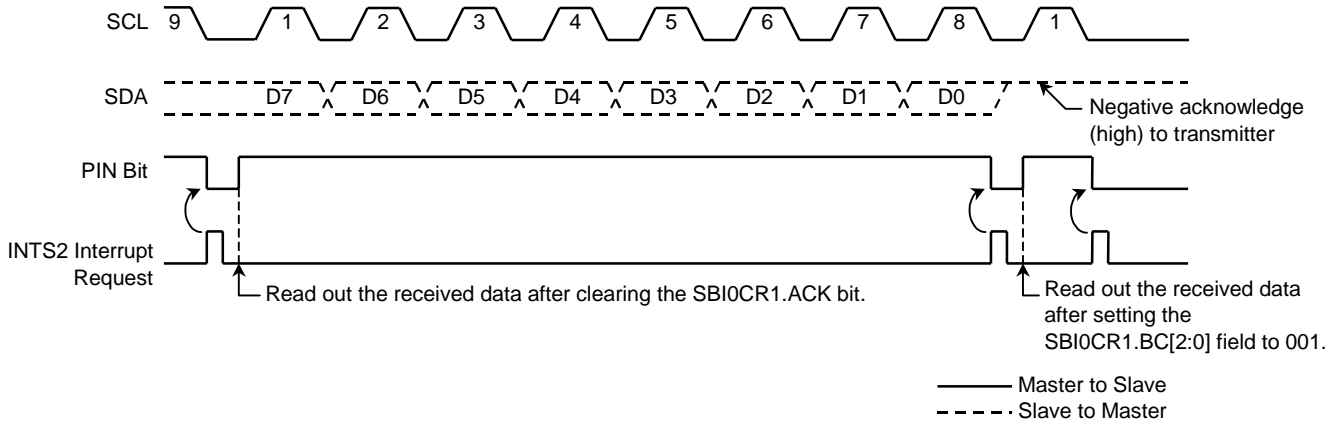 SCL 9 1 2 3 4 5 6 7 8 1
SDA D7 D6 D5 D4 D3 D2 D1 D0
Negative acknowledge
(high) to transmitter
PIN Bit
INTS2 Interrupt
Request
Read out the received data after clearing the SBI0CR1.ACK bit.
Read out the received data
after setting the
SBI0CR1.BC[2:0] field to 001.
Master to Slave
Slave to Master